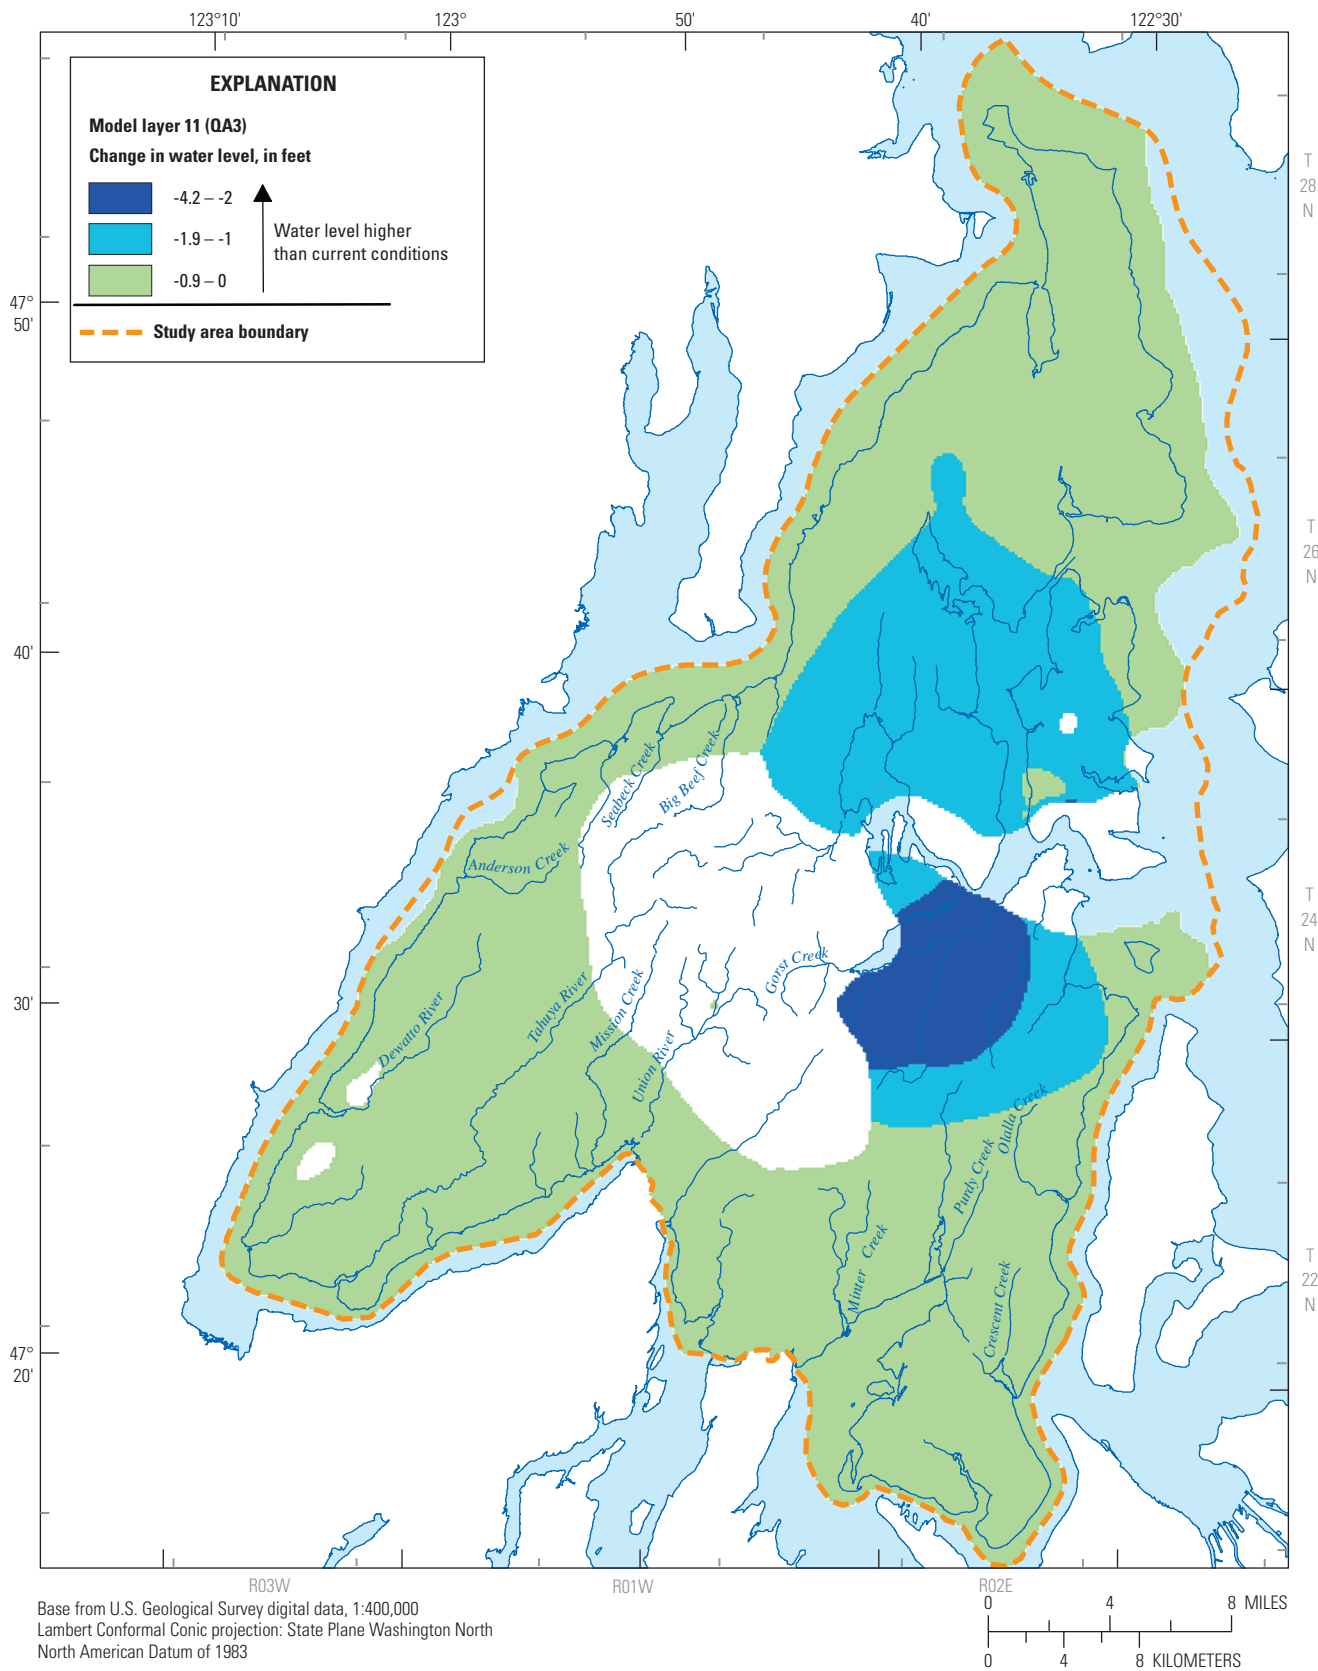 123°10'
123°
50'
40'
122°30'
EXPLANATION
Model layer 11 (QA3)
Change in water level, in feet
-4.2 – -2
-1.9 – -1
-0.9 – 0
Water level higher
than current conditions
Study area boundary
T
28
N
47°
50'
T
26
N
40'
Seabeck Creek
Big Beef Creek
Anderson Creek
T
24
N
Gorst Creek
30'
Dewatto River
Tahuya River
Mission Creek
Union River
Olalla Creek
Purdy Creek
Minter Creek
Crescent Creek
T
22
N
47°
20'
R03W
R01W
R02E
Base from U.S. Geological Survey digital data, 1:400,000
Lambert Conformal Conic projection: State Plane Washington North
North American Datum of 1983
0 4 8 MILES
0 4 8 KILOMETERS